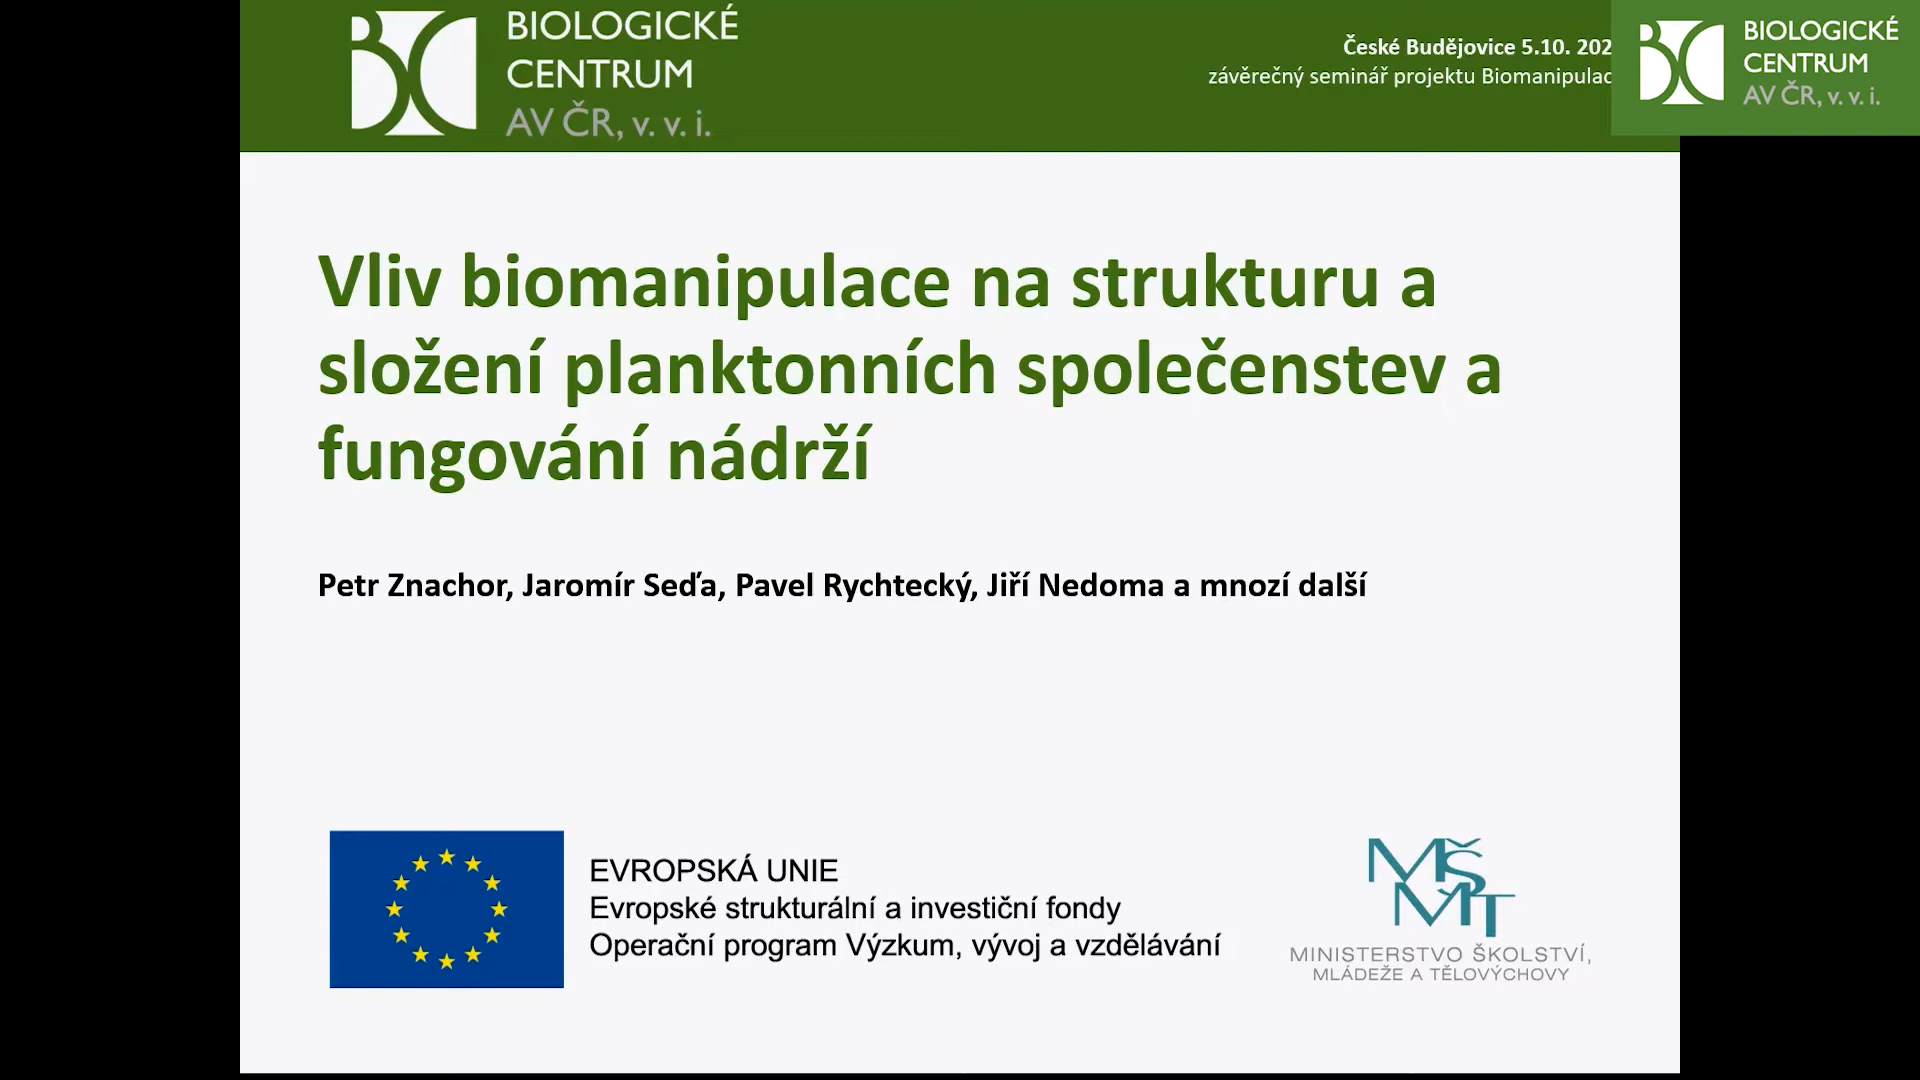 BIOLOGICKÉ
CENTRUM
AV ČR, v. v. i.
České Budějovice 5.10. 202
závěrečný seminář projektu Biomanipulac
BIOLOGICKÉ
CENTRUM
AV ČR, v. v. i.
Vliv biomanipulace na strukturu a
složení planktonních společenstev a
fungování nádrží
Petr Znachor, Jaromír Seďa, Pavel Rychtecký, Jiří Nedoma a mnozí další
EVROPSKÁ UNIE
Evropské strukturální a investiční fondy
Operační program Výzkum, vývoj a vzdělávání
MŠMT
MINISTERSTVO ŠKOLSTVÍ,
MLÁDEŽE A TĚLOVÝCHOVY